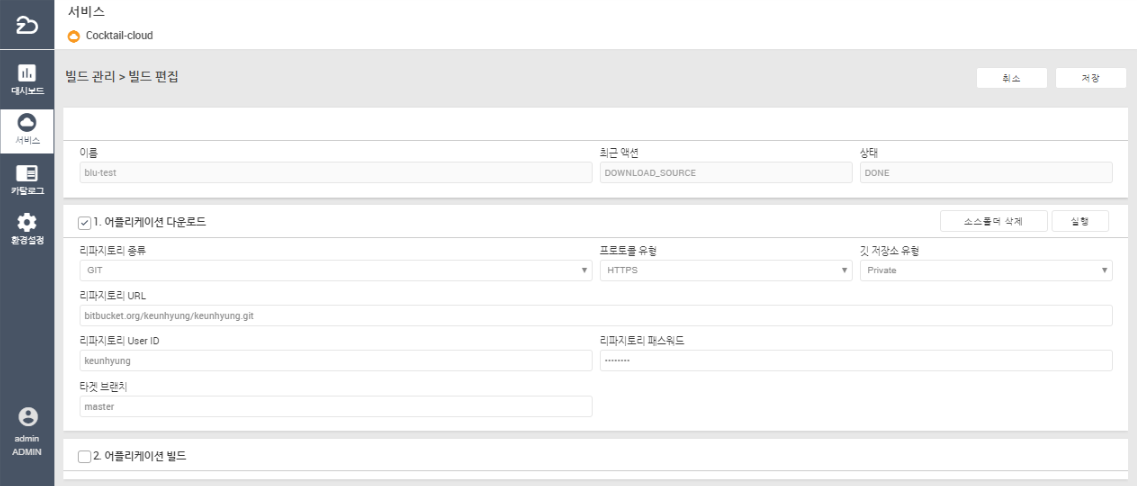 서비스
Cocktail-cloud
대시보드
서비스
카탈로그
환경설정
admin
ADMIN
빌드 관리 > 빌드 편집
취소
저장
이름
최근 액션
상태
blu-test
DOWNLOAD_SOURCE
DONE
1. 어플리케이션 다운로드
소스폴더 삭제
실행
리파지토리 종류
프로토콜 유형
깃 저장소 유형
GIT
HTTPS
Private
리파지토리 URL
bitbucket.org/keunhyung/keunhyung.git
리파지토리 User ID
리파지토리 패스워드
keunhyung
••••••••
타겟 브랜치
master
2. 어플리케이션 빌드